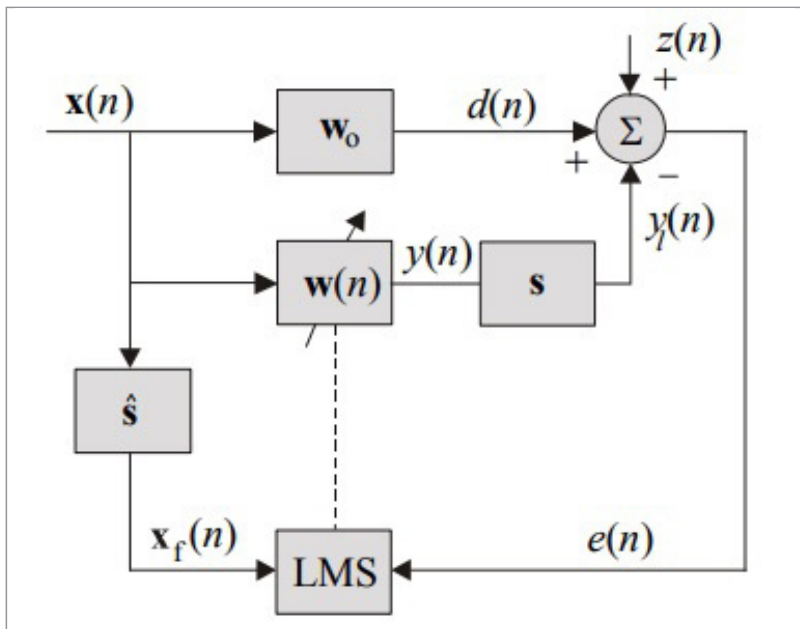 z(n)
+
x(n)
w_o
d(n)
Σ
+
−
y_l(n)
w(n)
y(n)
s
ŝ
x_f(n)
LMS
e(n)